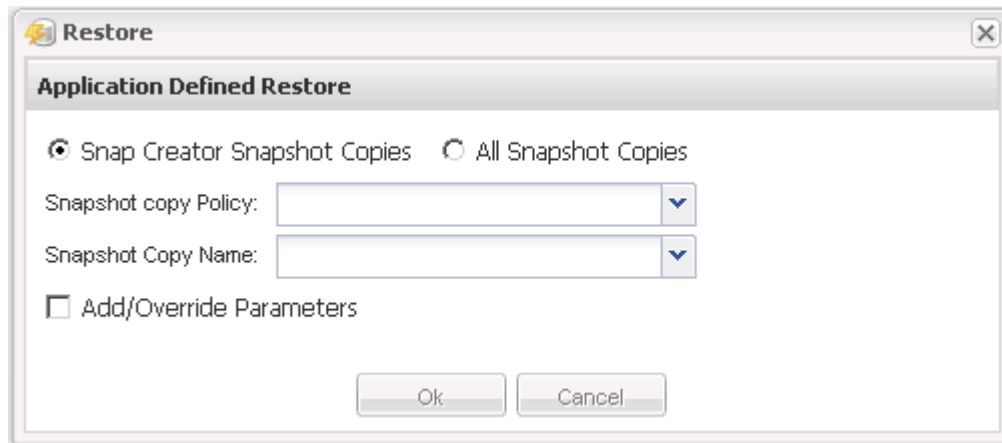 Restore
Application Defined Restore
Snap Creator Snapshot Copies All Snapshot Copies
Snapshot copy Policy:
Snapshot Copy Name:
Add/Override Parameters
Ok Cancel